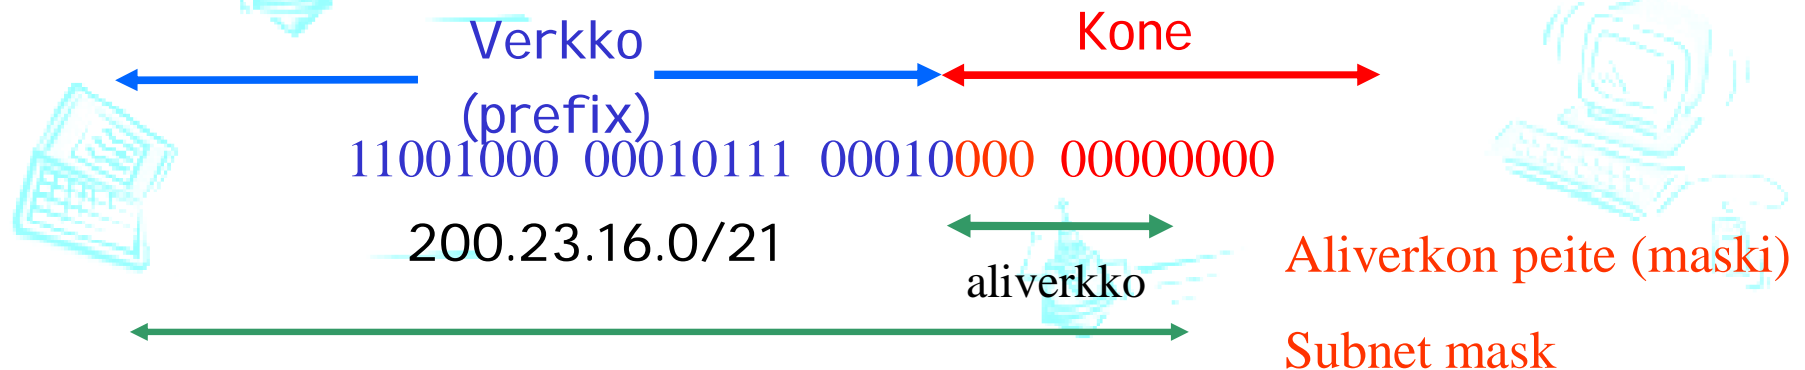 Verkko
(prefix)
Kone
11001000 00010111 00010000 00000000
200.23.16.0/21
aliverkko
Aliverkon peite (maski)
Subnet mask